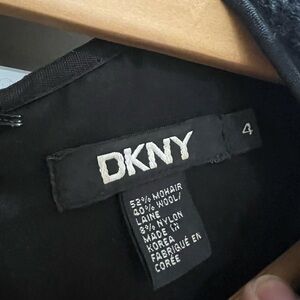 DKNY
4
52% MOHAIR
40% WOOL/
LAINE
8% NYLON
MADE IN
KOREA
FABRIQUÉ EN
CORÉE